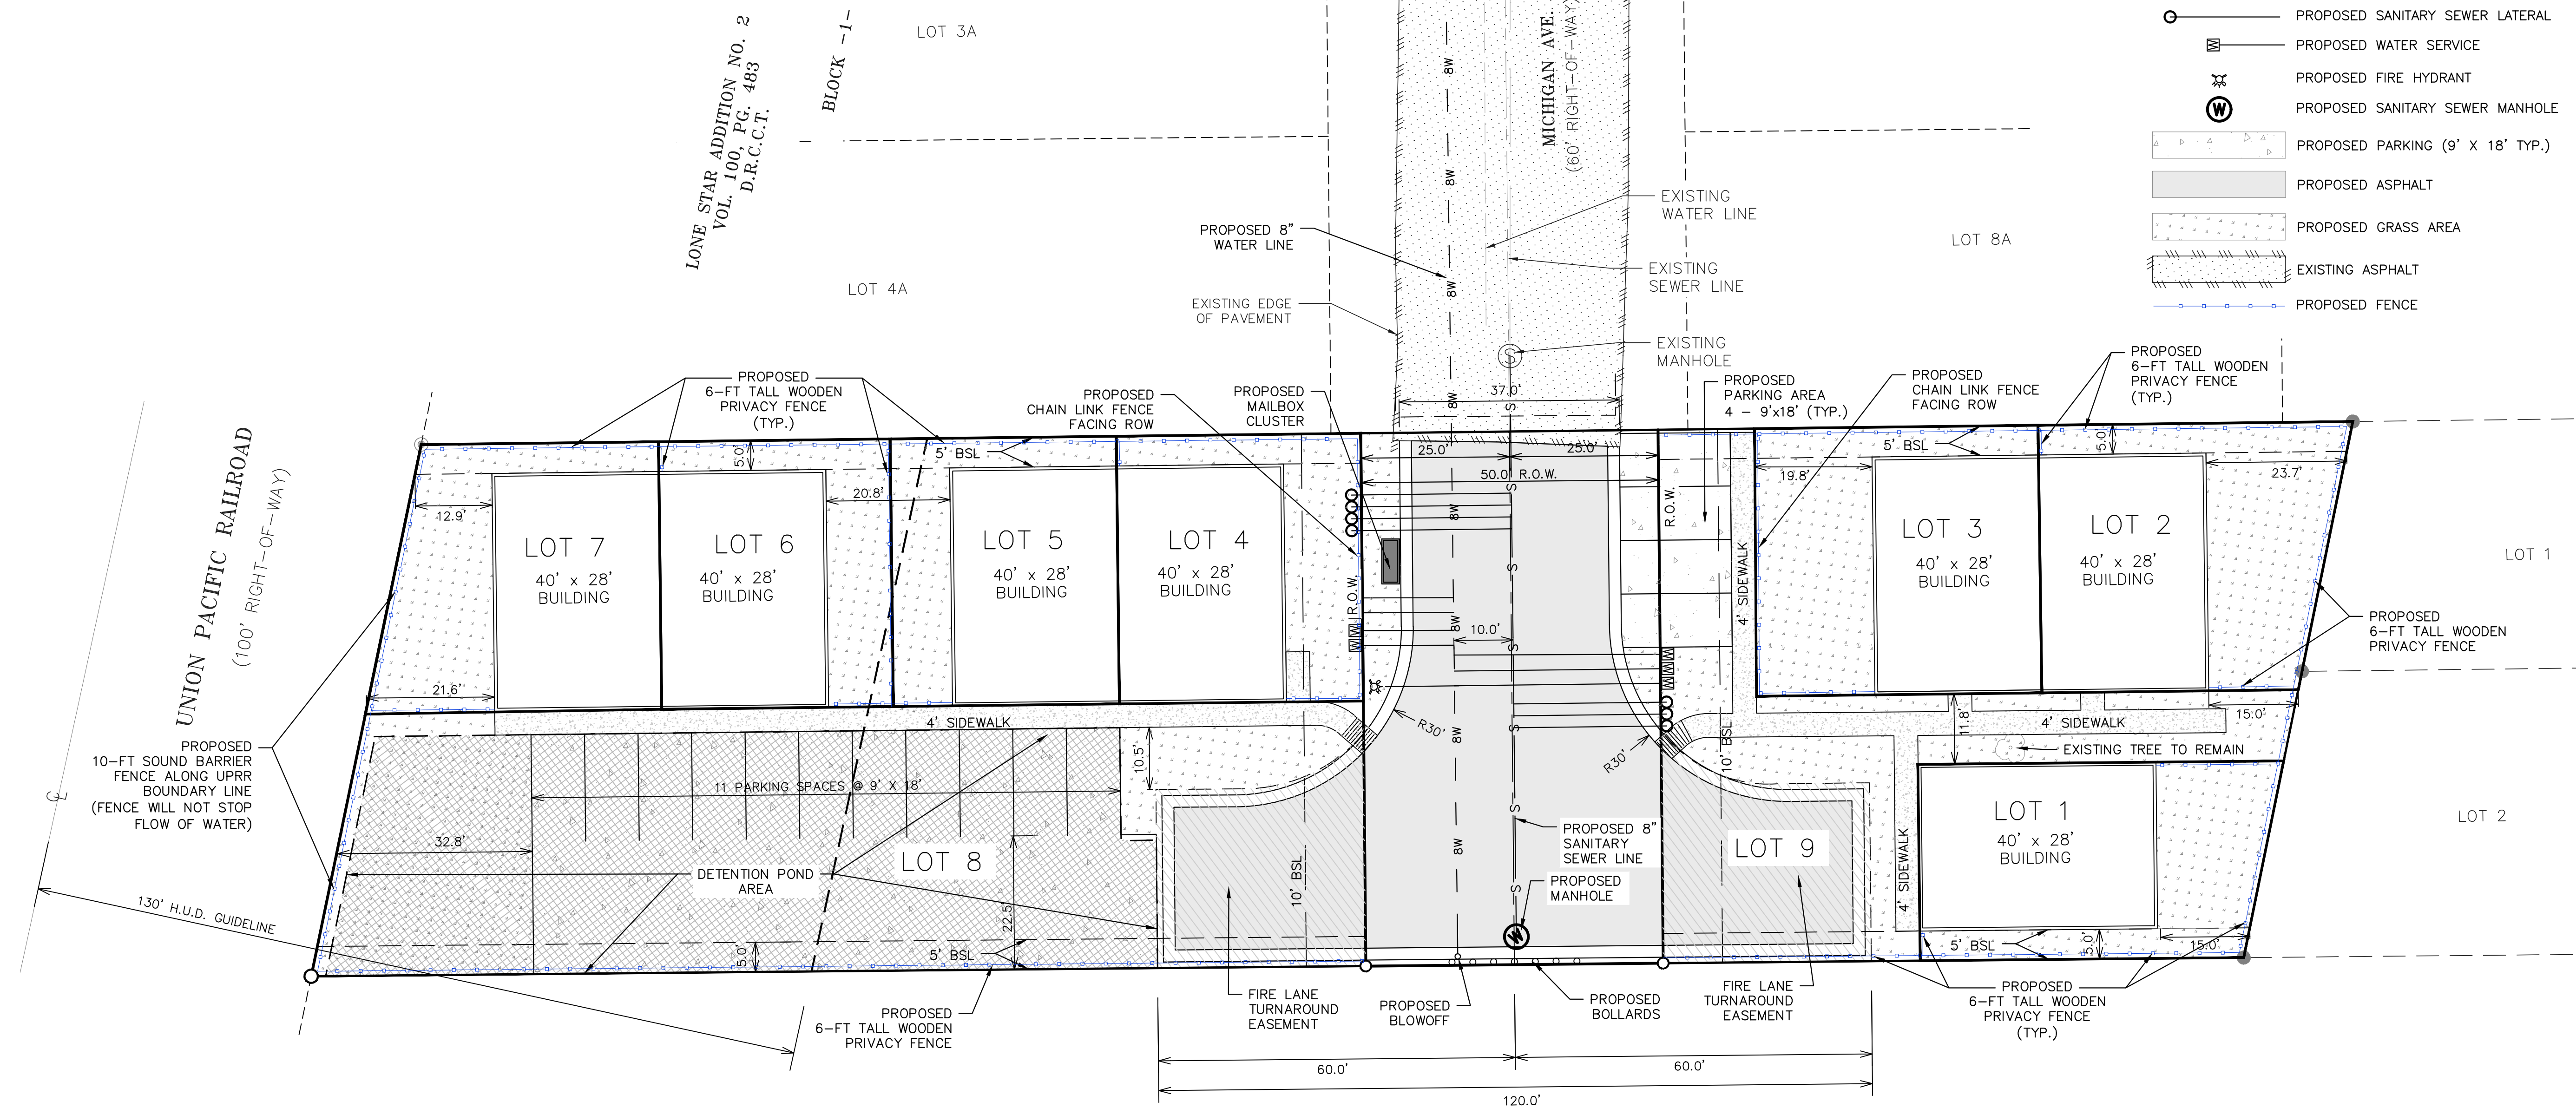 LONE STAR ADDITION NO. 2
VOL. 100, PG. 483
D.R.C.C.T.
BLOCK -1-
LOT 3A
MICHIGAN AVE.
(60' RIGHT-OF-WAY)
PROPOSED SANITARY SEWER LATERAL
PROPOSED WATER SERVICE
PROPOSED FIRE HYDRANT
W
PROPOSED SANITARY SEWER MANHOLE
PROPOSED PARKING (9' X 18' TYP.)
PROPOSED ASPHALT
PROPOSED GRASS AREA
EXISTING ASPHALT
PROPOSED FENCE
8W
8W
8W
8W
EXISTING
WATER LINE
PROPOSED 8"
WATER LINE
LOT 8A
EXISTING
SEWER LINE
LOT 4A
EXISTING EDGE
OF PAVEMENT
S
EXISTING
MANHOLE
UNION PACIFIC RAILROAD
(100' RIGHT-OF-WAY)
PROPOSED
6-FT TALL WOODEN
PRIVACY FENCE
(TYP.)
PROPOSED
CHAIN LINK FENCE
FACING ROW
PROPOSED
MAILBOX
CLUSTER
37.0'
S
PROPOSED
PARKING AREA
4 - 9'x18' (TYP.)
PROPOSED
CHAIN LINK FENCE
FACING ROW
PROPOSED
6-FT TALL WOODEN
PRIVACY FENCE
(TYP.)
5.0'
5' BSL
25.0'
25.0'
50.0' R.O.W.
5' BSL
5.0'
12.9'
20.8'
19.8'
23.7'
S
8W
R.O.W.
LOT 7
40' x 28'
BUILDING
LOT 6
40' x 28'
BUILDING
LOT 5
40' x 28'
BUILDING
LOT 4
40' x 28'
BUILDING
R.O.W.
S
4' SIDEWALK
LOT 3
40' x 28'
BUILDING
LOT 2
40' x 28'
BUILDING
LOT 1
8W
10.0'
S
PROPOSED
6-FT TALL WOODEN
PRIVACY FENCE
21.6'
4' SIDEWALK
R30'
8W
S
R30'
10' BSL
11.8'
4' SIDEWALK
15.0'
EXISTING TREE TO REMAIN
PROPOSED
10-FT SOUND BARRIER
FENCE ALONG UPRR
BOUNDARY LINE
(FENCE WILL NOT STOP
FLOW OF WATER)
10.5'
11 PARKING SPACES @ 9' X 18'
32.8'
LOT 8
DETENTION POND
AREA
22.5'
10' BSL
8W
S
PROPOSED 8"
SANITARY
SEWER LINE
LOT 9
4' SIDEWALK
LOT 1
40' x 28'
BUILDING
LOT 2
130' H.U.D. GUIDELINE
S
PROPOSED
MANHOLE
W
5.0'
5' BSL
5' BSL
5.0'
15.0'
PROPOSED
6-FT TALL WOODEN
PRIVACY FENCE
FIRE LANE
TURNAROUND
EASEMENT
PROPOSED
BLOWOFF
PROPOSED
BOLLARDS
FIRE LANE
TURNAROUND
EASEMENT
PROPOSED
6-FT TALL WOODEN
PRIVACY FENCE
(TYP.)
60.0'
60.0'
120.0'